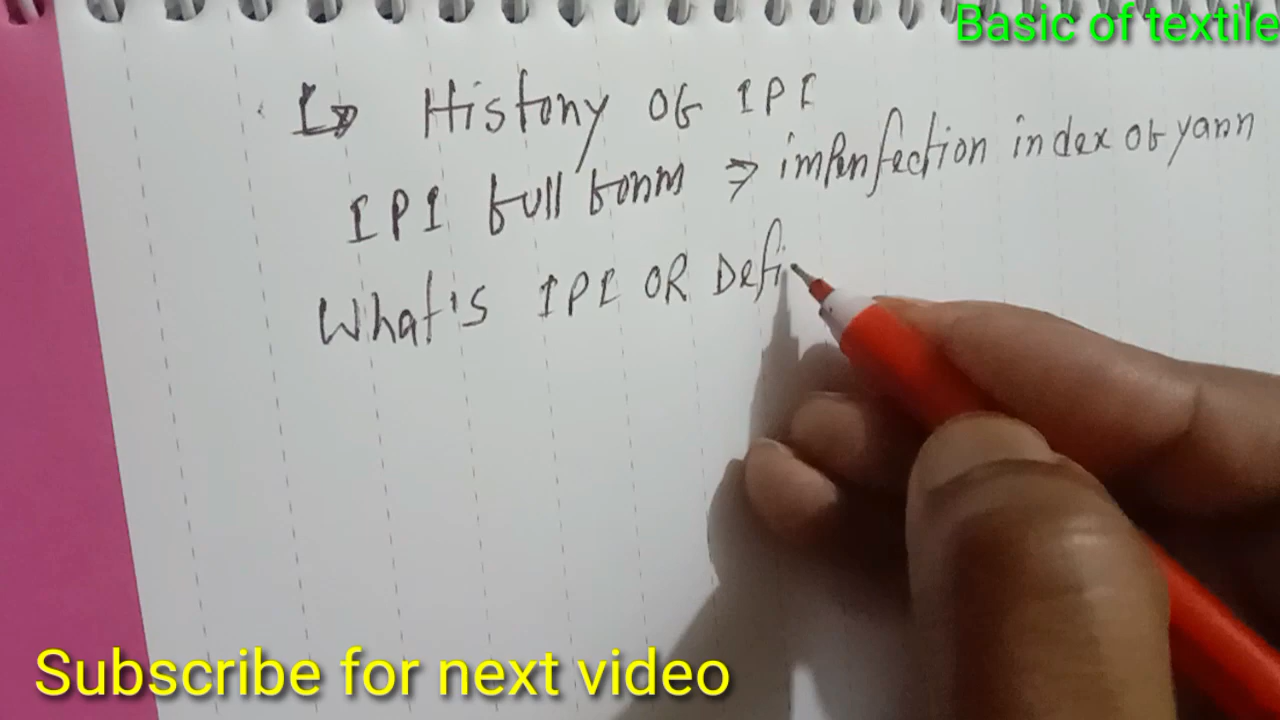 Basic of textile
1 History of IPI
IPI full form ⇒ imperfection index of yarn
What's IPI OR Defi
Subscribe for next video